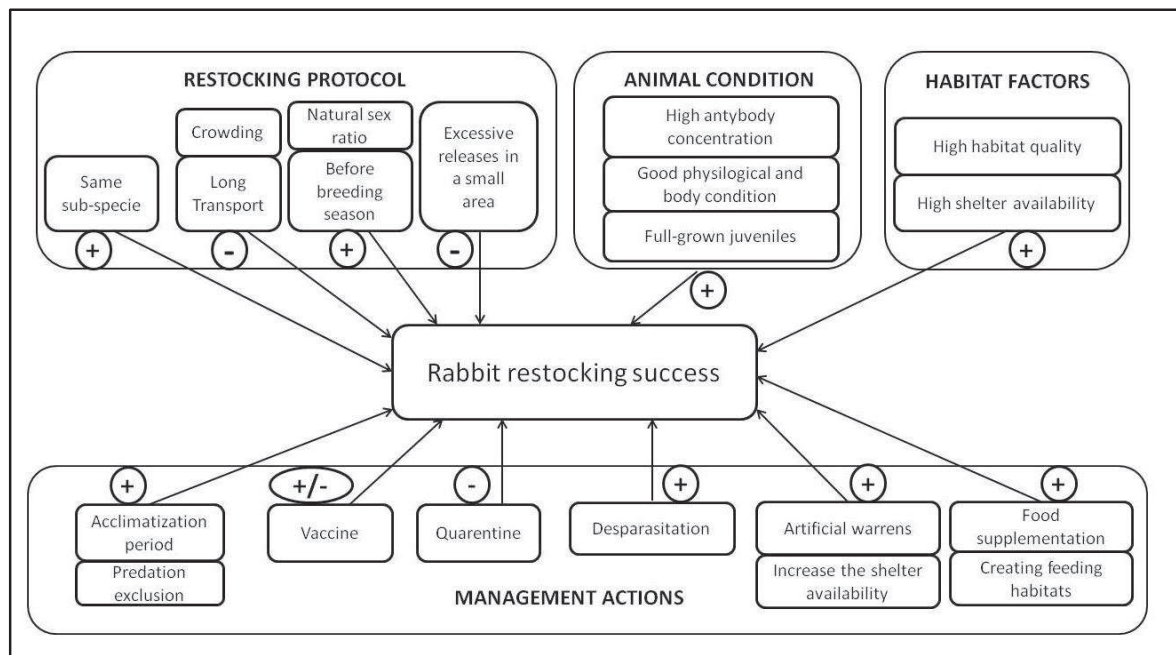 RESTOCKING PROTOCOL
Same
sub-specie
+
Crowding
Long
Transport
-
Natural sex
ratio
Before
breeding
season
+
Excessive
releases in
a small
area
-
ANIMAL CONDITION
High antybody
concentration
Good physilogical and
body condition
Full-grown juveniles
+
HABITAT FACTORS
High habitat quality
High shelter availability
+
Rabbit restocking success
+
Acclimatization
period
Predation
exclusion
+/-
Vaccine
-
Quarentine
+
Desparasitation
+
Artificial warrens
Increase the shelter
availability
+
Food
supplementation
Creating feeding
habitats
MANAGEMENT ACTIONS